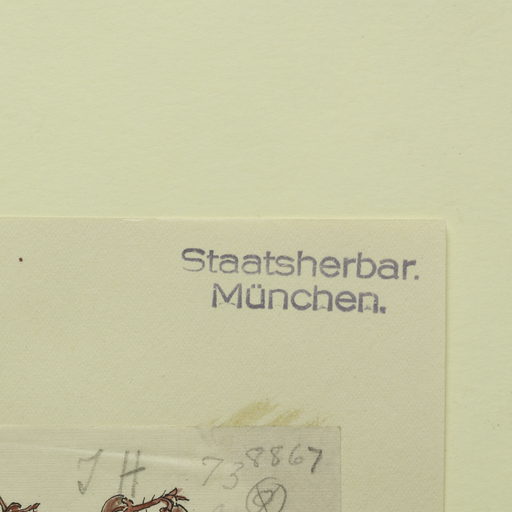 Staatsherbar.
München.
J H 73 8867